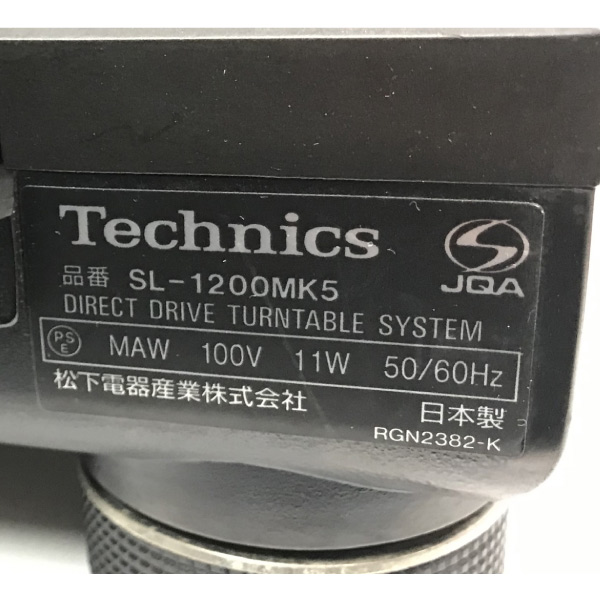 Technics
JQA
品番 SL-1200MK5
DIRECT DRIVE TURNTABLE SYSTEM
PS E MAW 100V 11W 50/60Hz
松下電器産業株式会社 日本製
RGN2382-K